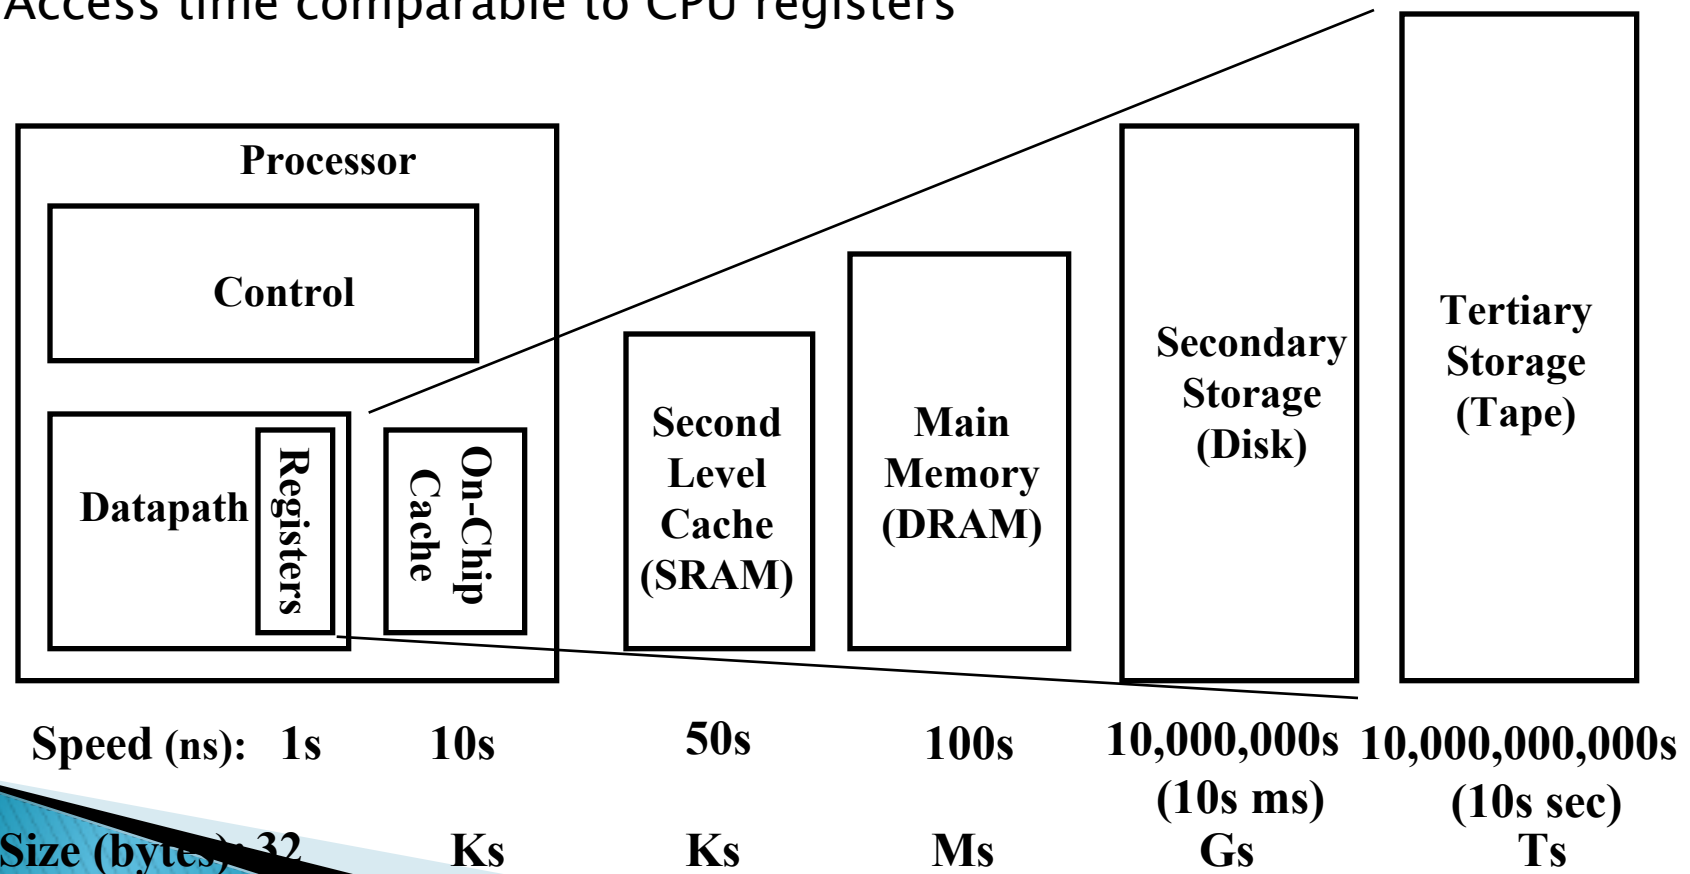 Access time comparable to CPU registers
Processor
Control
Datapath
Registers
On-Chip
Cache
Second
Level
Cache
(SRAM)
Main
Memory
(DRAM)
Secondary
Storage
(Disk)
Tertiary
Storage
(Tape)
Speed (ns): 1s 10s 50s 100s 10,000,000s 10,000,000,000s
(10s ms) (10s sec)
Size (bytes): 32 Ks Ks Ms Gs Ts